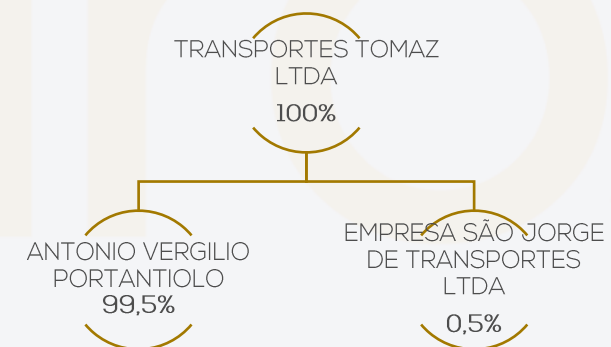 TRANSPORTES TOMAZ
LTDA
100%
ANTONIO VERGILIO
PORTANTIOLO
99,5%
EMPRESA SÃO JORGE
DE TRANSPORTES
LTDA
0,5%